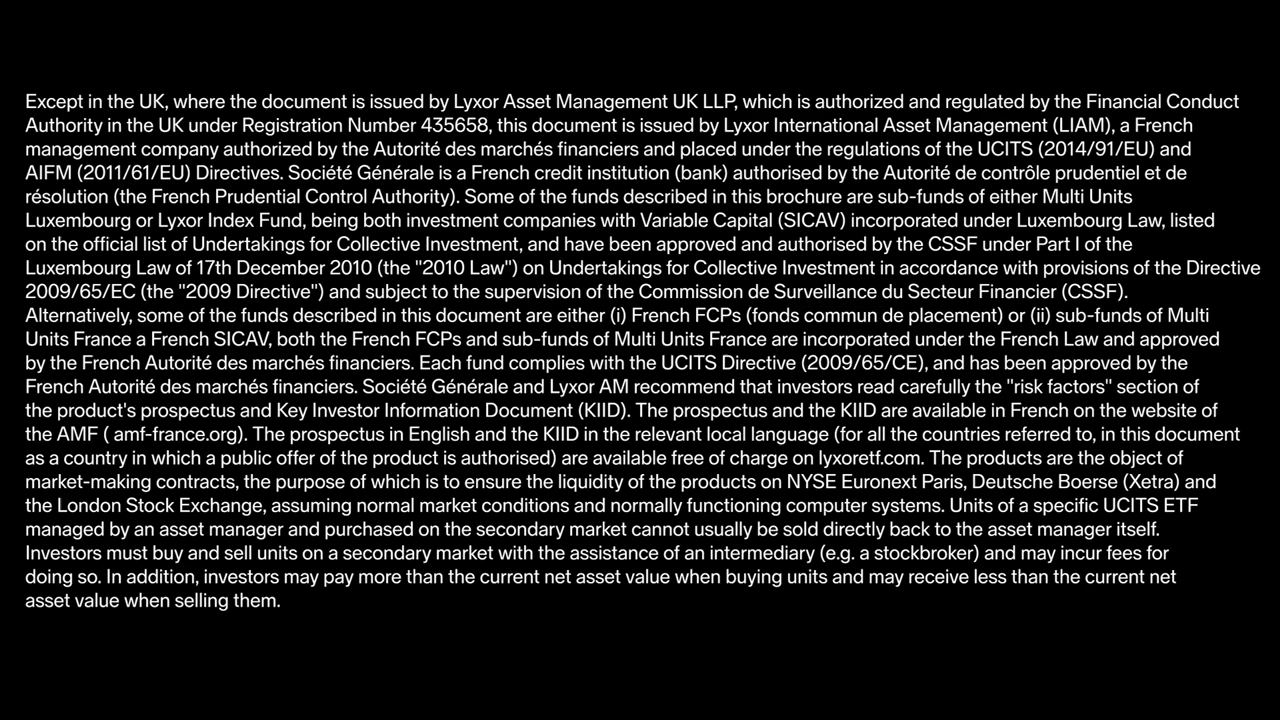 Except in the UK, where the document is issued by Lyxor Asset Management UK LLP, which is authorized and regulated by the Financial Conduct
Authority in the UK under Registration Number 435658, this document is issued by Lyxor International Asset Management (LIAM), a French
management company authorized by the Autorité des marchés financiers and placed under the regulations of the UCITS (2014/91/EU) and
AIFM (2011/61/EU) Directives. Société Générale is a French credit institution (bank) authorised by the Autorité de contrôle prudentiel et de
résolution (the French Prudential Control Authority). Some of the funds described in this brochure are sub-funds of either Multi Units
Luxembourg or Lyxor Index Fund, being both investment companies with Variable Capital (SICAV) incorporated under Luxembourg Law, listed
on the official list of Undertakings for Collective Investment, and have been approved and authorised by the CSSF under Part I of the
Luxembourg Law of 17th December 2010 (the "2010 Law") on Undertakings for Collective Investment in accordance with provisions of the Directive
2009/65/EC (the "2009 Directive") and subject to the supervision of the Commission de Surveillance du Secteur Financier (CSSF).
Alternatively, some of the funds described in this document are either (i) French FCPs (fonds commun de placement) or (ii) sub-funds of Multi
Units France a French SICAV, both the French FCPs and sub-funds of Multi Units France are incorporated under the French Law and approved
by the French Autorité des marchés financiers. Each fund complies with the UCITS Directive (2009/65/CE), and has been approved by the
French Autorité des marchés financiers. Société Générale and Lyxor AM recommend that investors read carefully the "risk factors" section of
the product's prospectus and Key Investor Information Document (KIID). The prospectus and the KIID are available in French on the website of
the AMF ( amf-france.org). The prospectus in English and the KIID in the relevant local language (for all the countries referred to, in this document
as a country in which a public offer of the product is authorised) are available free of charge on lyxoretf.com. The products are the object of
market-making contracts, the purpose of which is to ensure the liquidity of the products on NYSE Euronext Paris, Deutsche Boerse (Xetra) and
the London Stock Exchange, assuming normal market conditions and normally functioning computer systems. Units of a specific UCITS ETF
managed by an asset manager and purchased on the secondary market cannot usually be sold directly back to the asset manager itself.
Investors must buy and sell units on a secondary market with the assistance of an intermediary (e.g. a stockbroker) and may incur fees for
doing so. In addition, investors may pay more than the current net asset value when buying units and may receive less than the current net
asset value when selling them.